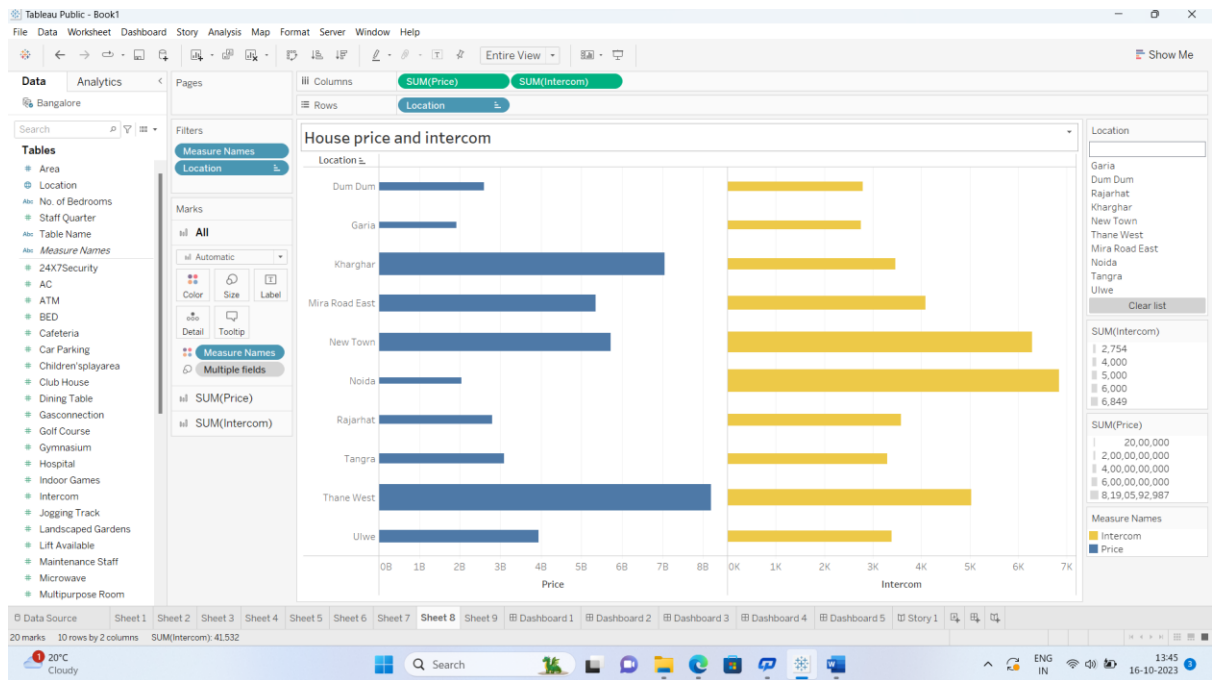 Tableau Public - Book1
File Data Worksheet Dashboard Story Analysis Map Format Server Window Help
Entire View
Show Me
Data Analytics
Bangalore
Search
Tables
Area
Location
Abc No. of Bedrooms
Staff Quarter
Abc Table Name
Abc Measure Names
24X7Security
AC
ATM
BED
Cafeteria
Car Parking
Children'splayarea
Club House
Dining Table
Gasconnection
Golf Course
Gymnasium
Hospital
Indoor Games
Intercom
Jogging Track
Landscaped Gardens
Lift Available
Maintenance Staff
Microwave
Multipurpose Room
Pages
Filters
Measure Names
Location
Marks
All
Automatic
Color Size Label
Detail Tooltip
Measure Names
Multiple fields
SUM(Price)
SUM(Intercom)
Columns SUM(Price) SUM(Intercom)
Rows Location
House price and intercom
Location
Dum Dum
Garia
Kharghar
Mira Road East
New Town
Noida
Rajarhat
Tangra
Thane West
Ulwe
0B 1B 2B 3B 4B 5B 6B 7B 8B 0K 1K 2K 3K 4K 5K 6K 7K
Price Intercom
Location
Garia
Dum Dum
Rajarhat
Kharghar
New Town
Thane West
Mira Road East
Noida
Tangra
Ulwe
Clear list
SUM(Intercom)
2,754
4,000
5,000
6,000
6,849
SUM(Price)
20,00,000
2,00,00,00,000
4,00,00,00,000
6,00,00,00,000
8,19,05,92,987
Measure Names
Intercom
Price
Data Source Sheet 1 Sheet 2 Sheet 3 Sheet 4 Sheet 5 Sheet 6 Sheet 7 Sheet 8 Sheet 9 Dashboard 1 Dashboard 2 Dashboard 3 Dashboard 4 Dashboard 5 Story 1
20 marks 10 rows by 2 columns SUM(Intercom): 41,532
1 20°C
Cloudy
Search
ENG
IN
13:45
16-10-2023
3